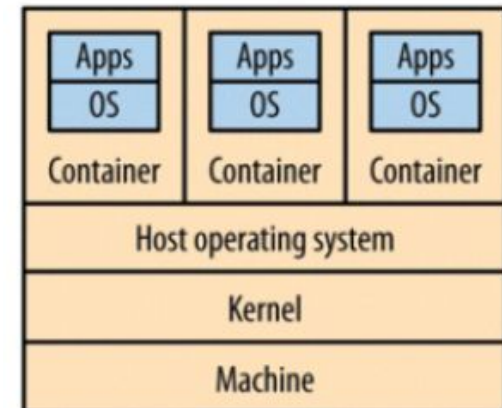 Apps Apps Apps
OS OS OS
Container Container Container
Host operating system
Kernel
Machine